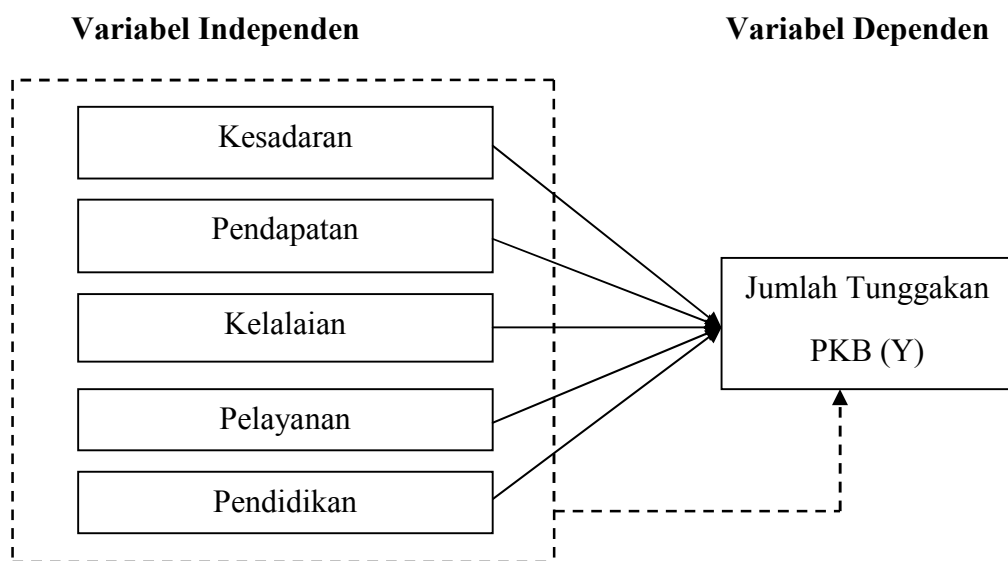 Variabel Independen
Variabel Dependen
Kesadaran
Pendapatan
Kelalaian
Pelayanan
Pendidikan
Jumlah Tunggakan
PKB (Y)